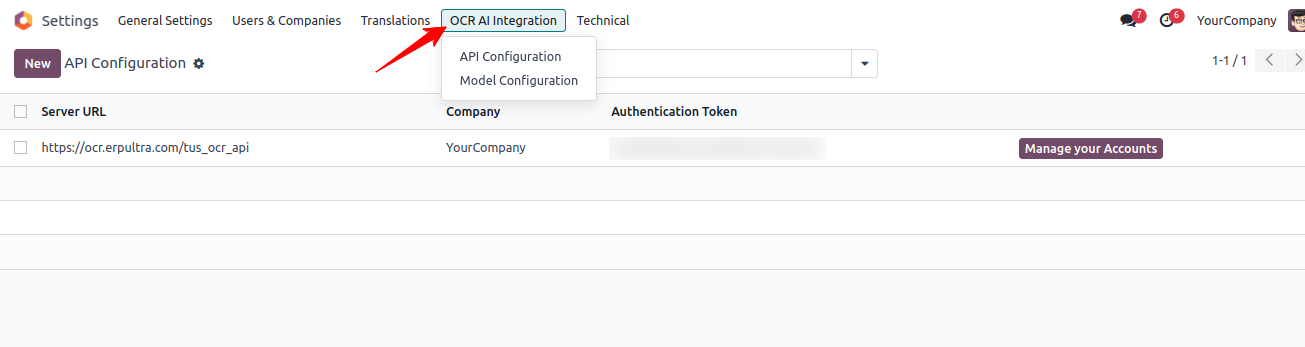 Settings General Settings Users & Companies Translations OCR AI Integration Technical 7 6 YourCompany
New API Configuration 1-1 / 1
API Configuration
Model Configuration
Server URL Company Authentication Token
https://ocr.erpultra.com/tus_ocr_api YourCompany Manage your Accounts